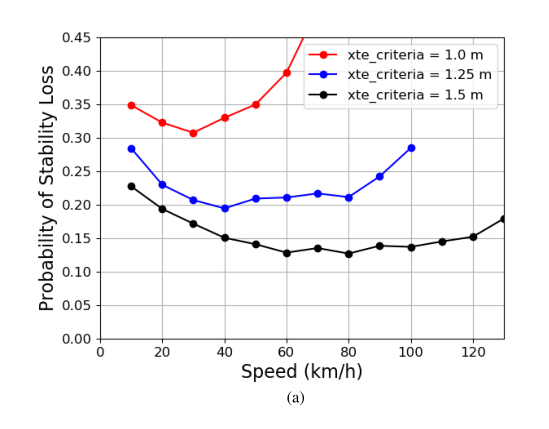 0.45
0.40
0.35
0.30
0.25
0.20
0.15
0.10
0.05
0.00
Probability of Stability Loss
xte_criteria = 1.0 m
xte_criteria = 1.25 m
xte_criteria = 1.5 m
0 20 40 60 80 100 120
Speed (km/h)
(a)